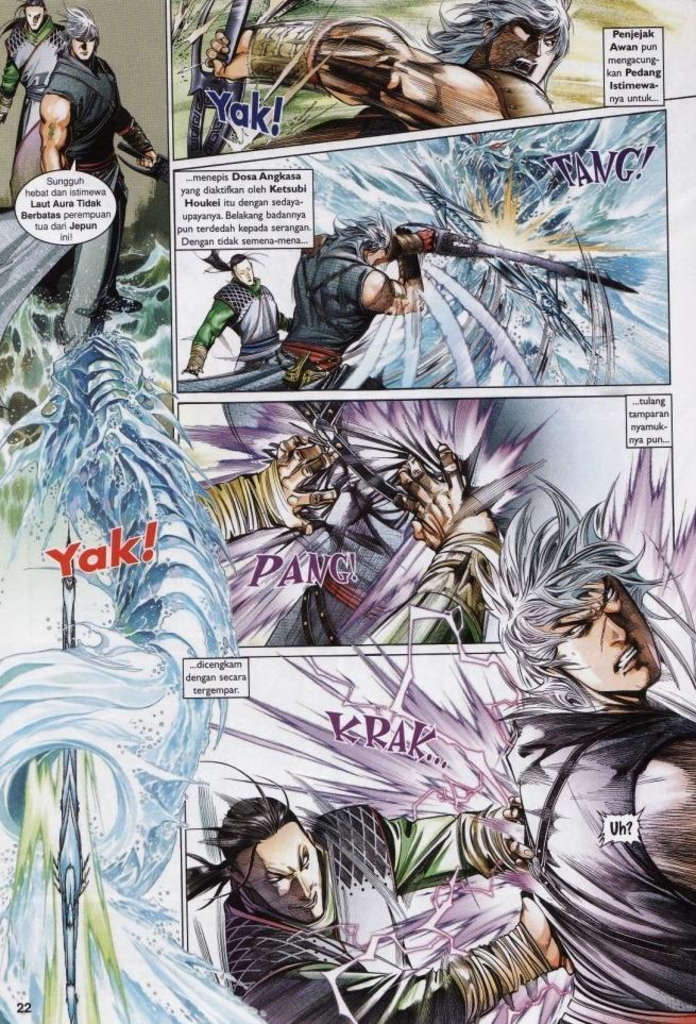 Sungguh
hebat dan istimewa
Laut Aura Tidak
Berbatas perempuan
tua dari Jepun
ini!
Yak!
Yak!
Penjejak
Awan pun
mengacung-
kan Pedang
Istimewa-
nya untuk...
...menepis Dosa Angkasa
yang diaktifkan oleh Ketsubi
Houkei itu dengan sedaya-
upayanya. Belakang badannya
pun terdedah kepada serangan.
Dengan tidak semena-mena...
TANG!
...tulang
tamparan
nyamuk-
nya pun...
PANG!
...dicengkam
dengan secara
tergempar.
KRAK...
Uh?
22